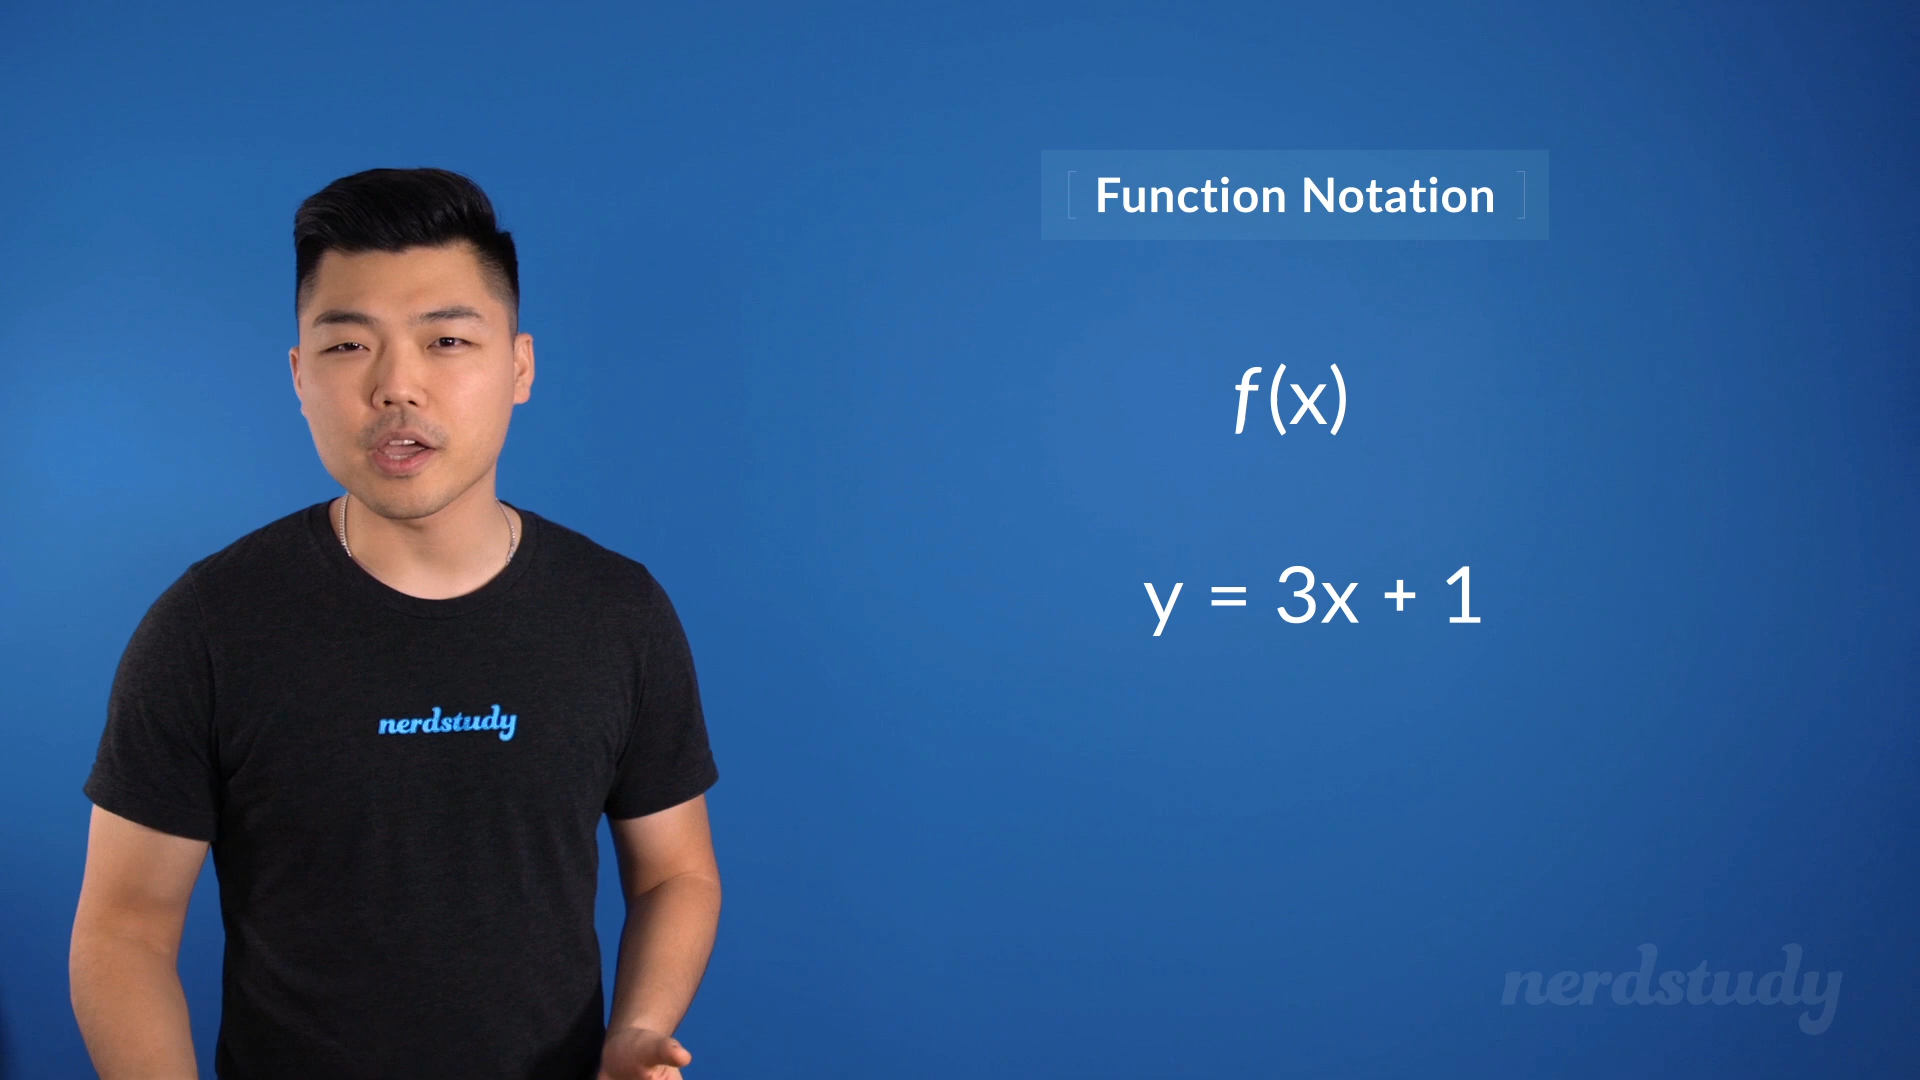 Function Notation
f(x)
y = 3x + 1
nerdstudy
nerdstudy